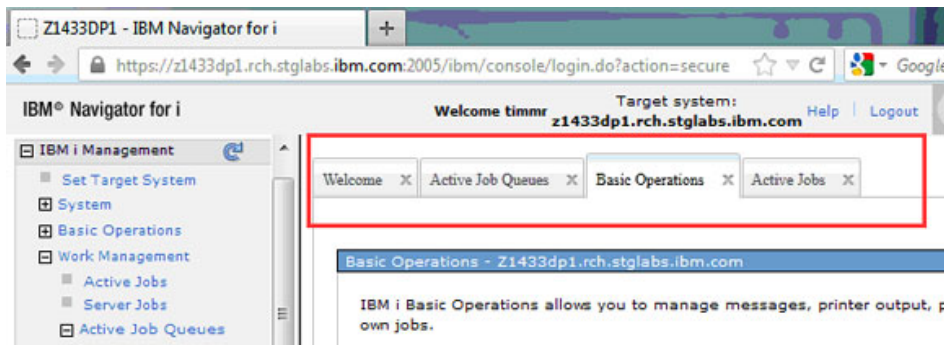 Z1433DP1 - IBM Navigator for i
https://z1433dp1.rch.stglabs.ibm.com:2005/ibm/console/login.do?action=secure
Google
IBM® Navigator for i
Welcome timmr
Target system:
z1433dp1.rch.stglabs.ibm.com
Help
Logout
IBM i Management
Set Target System
System
Basic Operations
Work Management
Active Jobs
Server Jobs
Active Job Queues
Welcome X Active Job Queues X Basic Operations X Active Jobs X
Basic Operations - Z1433dp1.rch.stglabs.ibm.com
IBM i Basic Operations allows you to manage messages, printer output, p
own jobs.